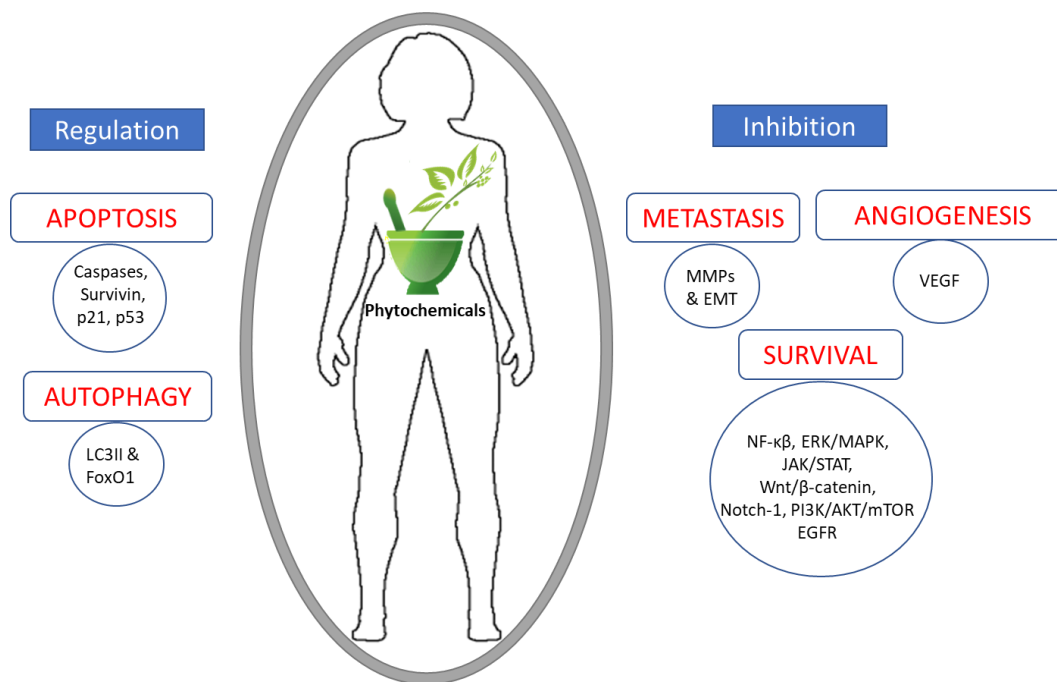 Regulation
APOPTOSIS
Caspases,
Survivin,
p21, p53
AUTOPHAGY
LC3II &
FoxO1
Phytochemicals
Inhibition
METASTASIS
MMPs
& EMT
ANGIOGENESIS
VEGF
SURVIVAL
NF-κβ, ERK/MAPK,
JAK/STAT,
Wnt/β-catenin,
Notch-1, PI3K/AKT/mTOR
EGFR